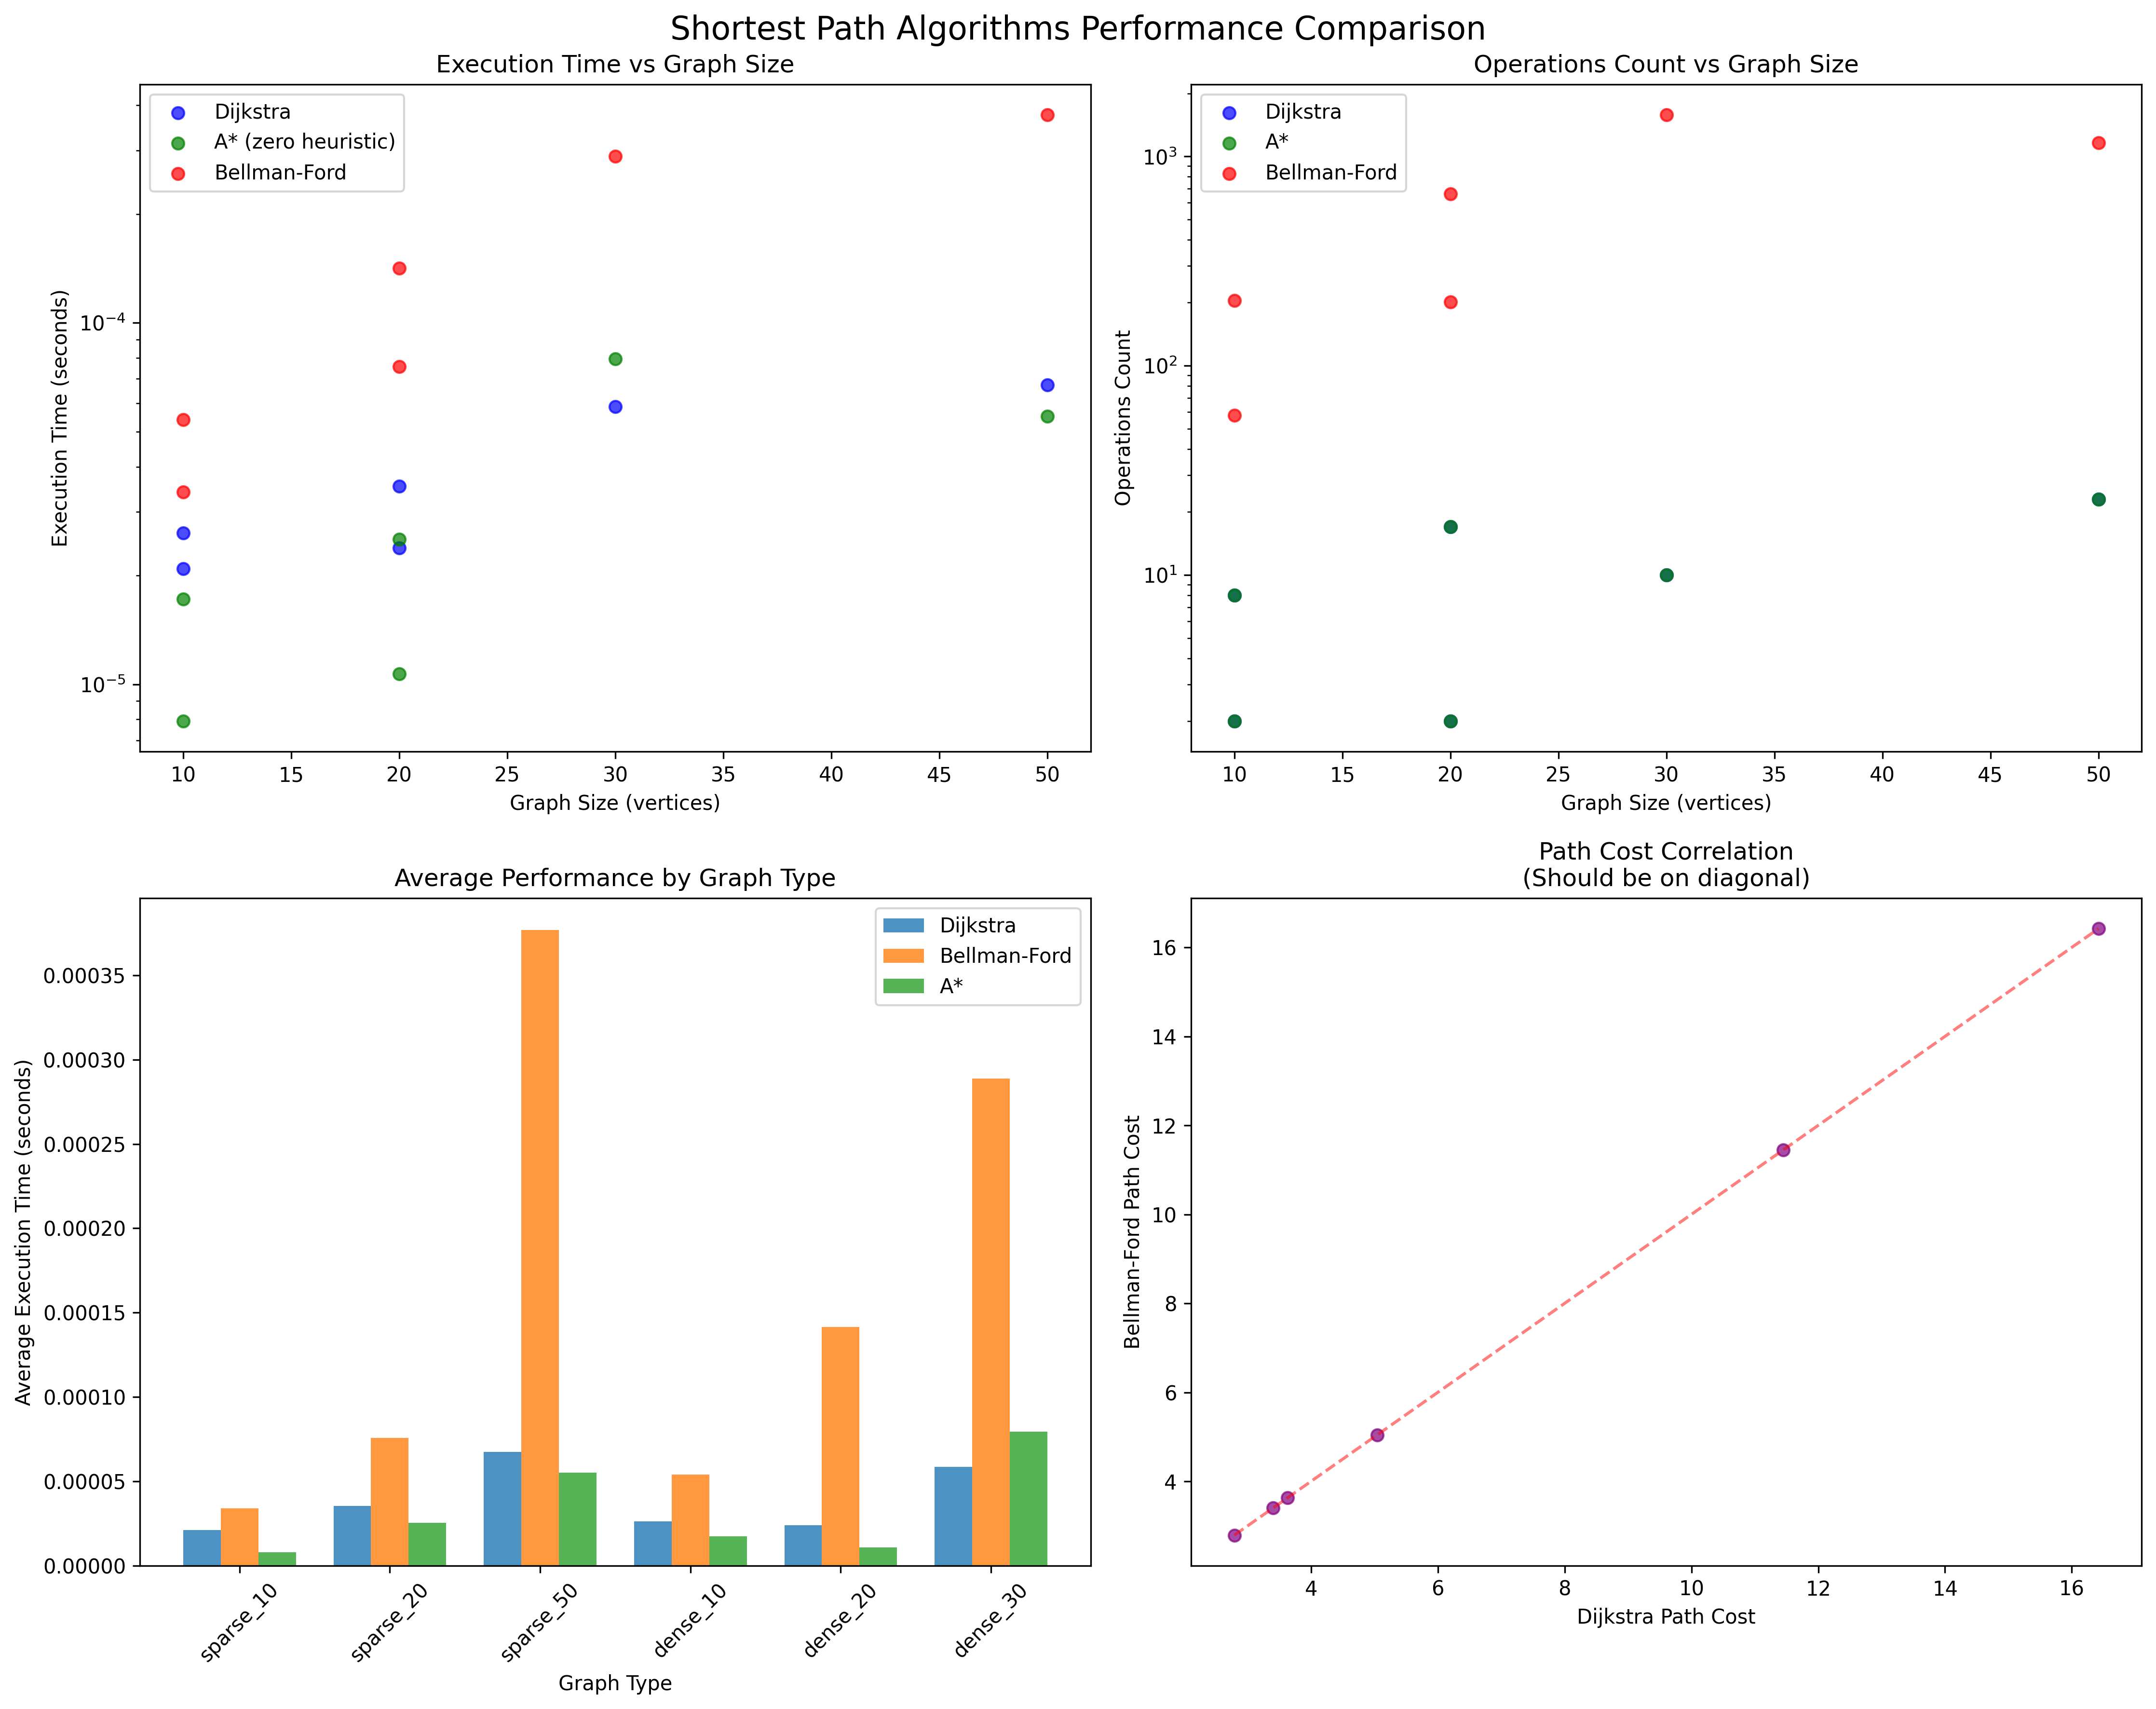 Shortest Path Algorithms Performance Comparison
Execution Time vs Graph Size
Dijkstra
A* (zero heuristic)
Bellman-Ford
Execution Time (seconds)
10⁻⁴
10⁻⁵
10 15 20 25 30 35 40 45 50
Graph Size (vertices)
Operations Count vs Graph Size
Dijkstra
A*
Bellman-Ford
Operations Count
10³
10²
10¹
10 15 20 25 30 35 40 45 50
Graph Size (vertices)
Average Performance by Graph Type
Dijkstra
Bellman-Ford
A*
Average Execution Time (seconds)
0.00035
0.00030
0.00025
0.00020
0.00015
0.00010
0.00005
0.00000
sparse_10 sparse_20 sparse_50 dense_10 dense_20 dense_30
Graph Type
Path Cost Correlation
(Should be on diagonal)
Bellman-Ford Path Cost
16
14
12
10
8
6
4
4 6 8 10 12 14 16
Dijkstra Path Cost